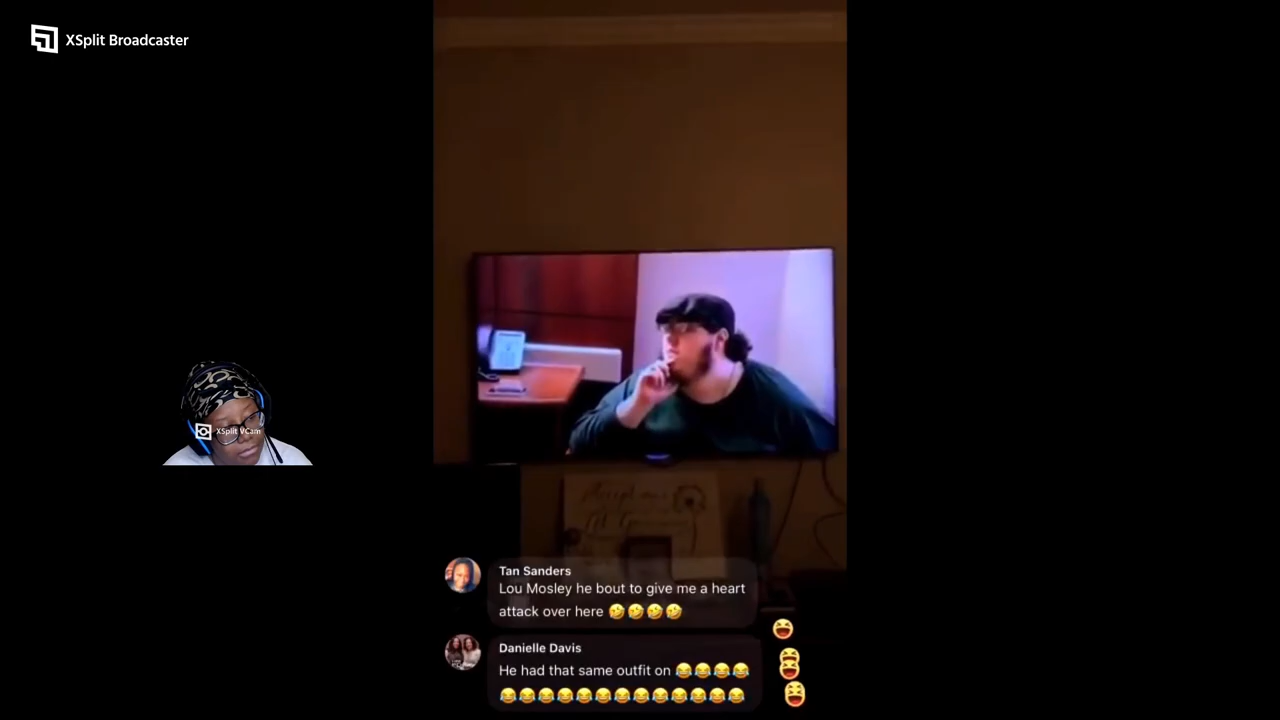 XSplit Broadcaster
XSplit VCam
Tan Sanders
Lou Mosley he bout to give me a heart
attack over here 🤣🤣🤣🤣
Danielle Davis
He had that same outfit on 😂😂😂😂
😂😂😂😂😂😂😂😂😂😂😂😂😂